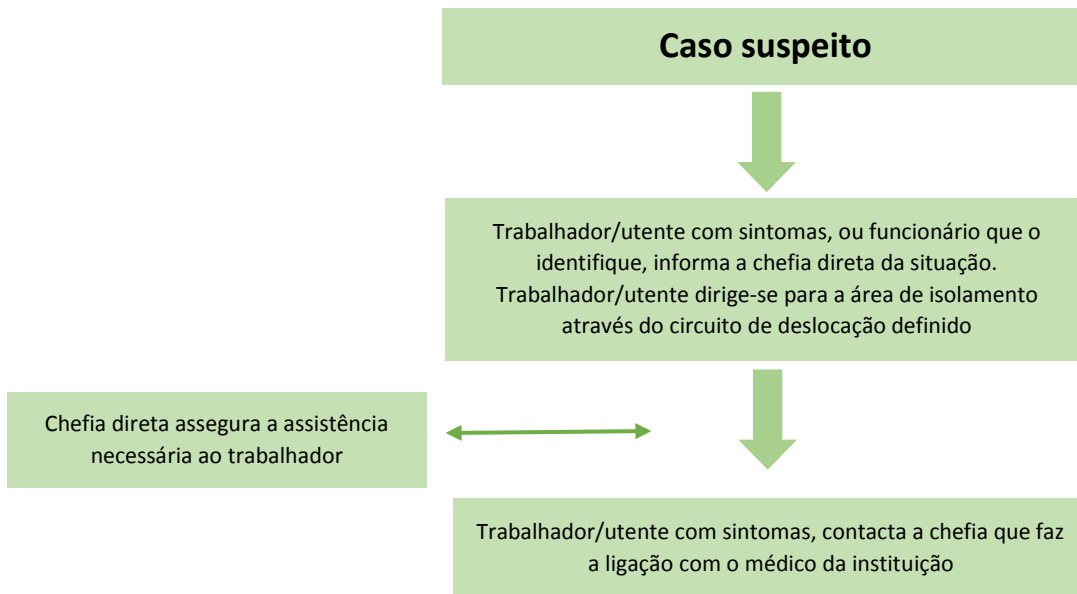 Caso suspeito
Trabalhador/utente com sintomas, ou funcionário que o
identifique, informa a chefia direta da situação.
Trabalhador/utente dirige-se para a área de isolamento
através do circuito de deslocação definido
Chefia direta assegura a assistência
necessária ao trabalhador
Trabalhador/utente com sintomas, contacta a chefia que faz
a ligação com o médico da instituição